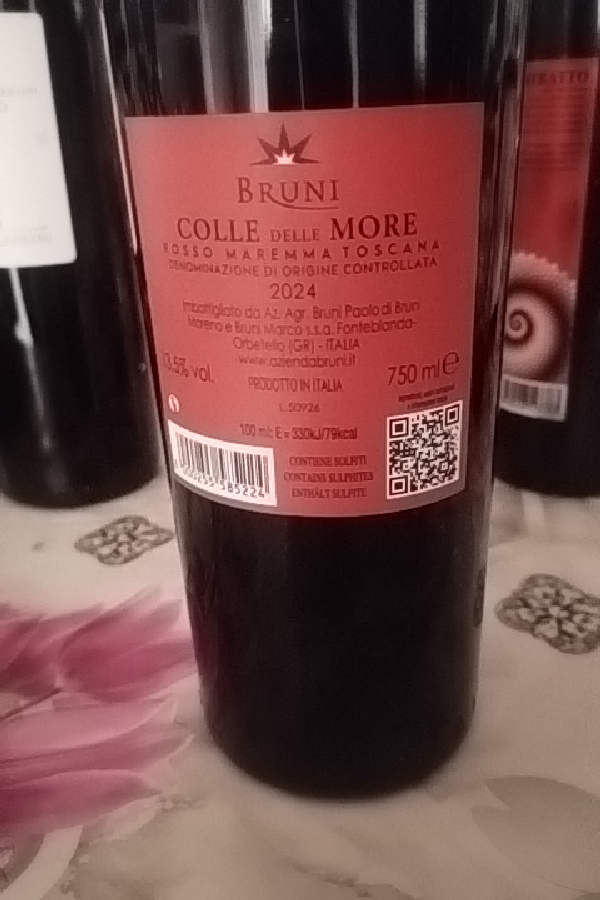 BRUNI
COLLE DELLE MORE
ROSSO MAREMMA TOSCANA
DENOMINAZIONE DI ORIGINE CONTROLLATA
2024
Imbottigliato da Az. Agr. Bruni Paolo di Bruni
Moreno e Bruni Marco s.s.a. Fonteblanda-
Orbetello (GR) - ITALIA
www.aziendabruni.it
13,5% vol.
PRODOTTO IN ITALIA
750 ml e
L.50926
100 ml: E = 330kJ/79kcal
CONTIENE SOLFITI
CONTAINS SULPHITES
ENTHÄLT SULFITE